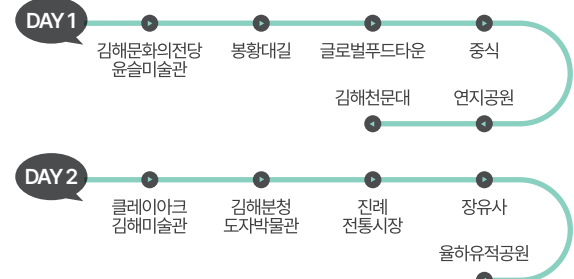 DAY 1
김해문화의전당
윤슬미술관
봉황대길
글로벌푸드타운
중식
연지공원
김해천문대
DAY 2
클레이아크
김해미술관
김해분청
도자박물관
진례
전통시장
장유사
율하유적공원